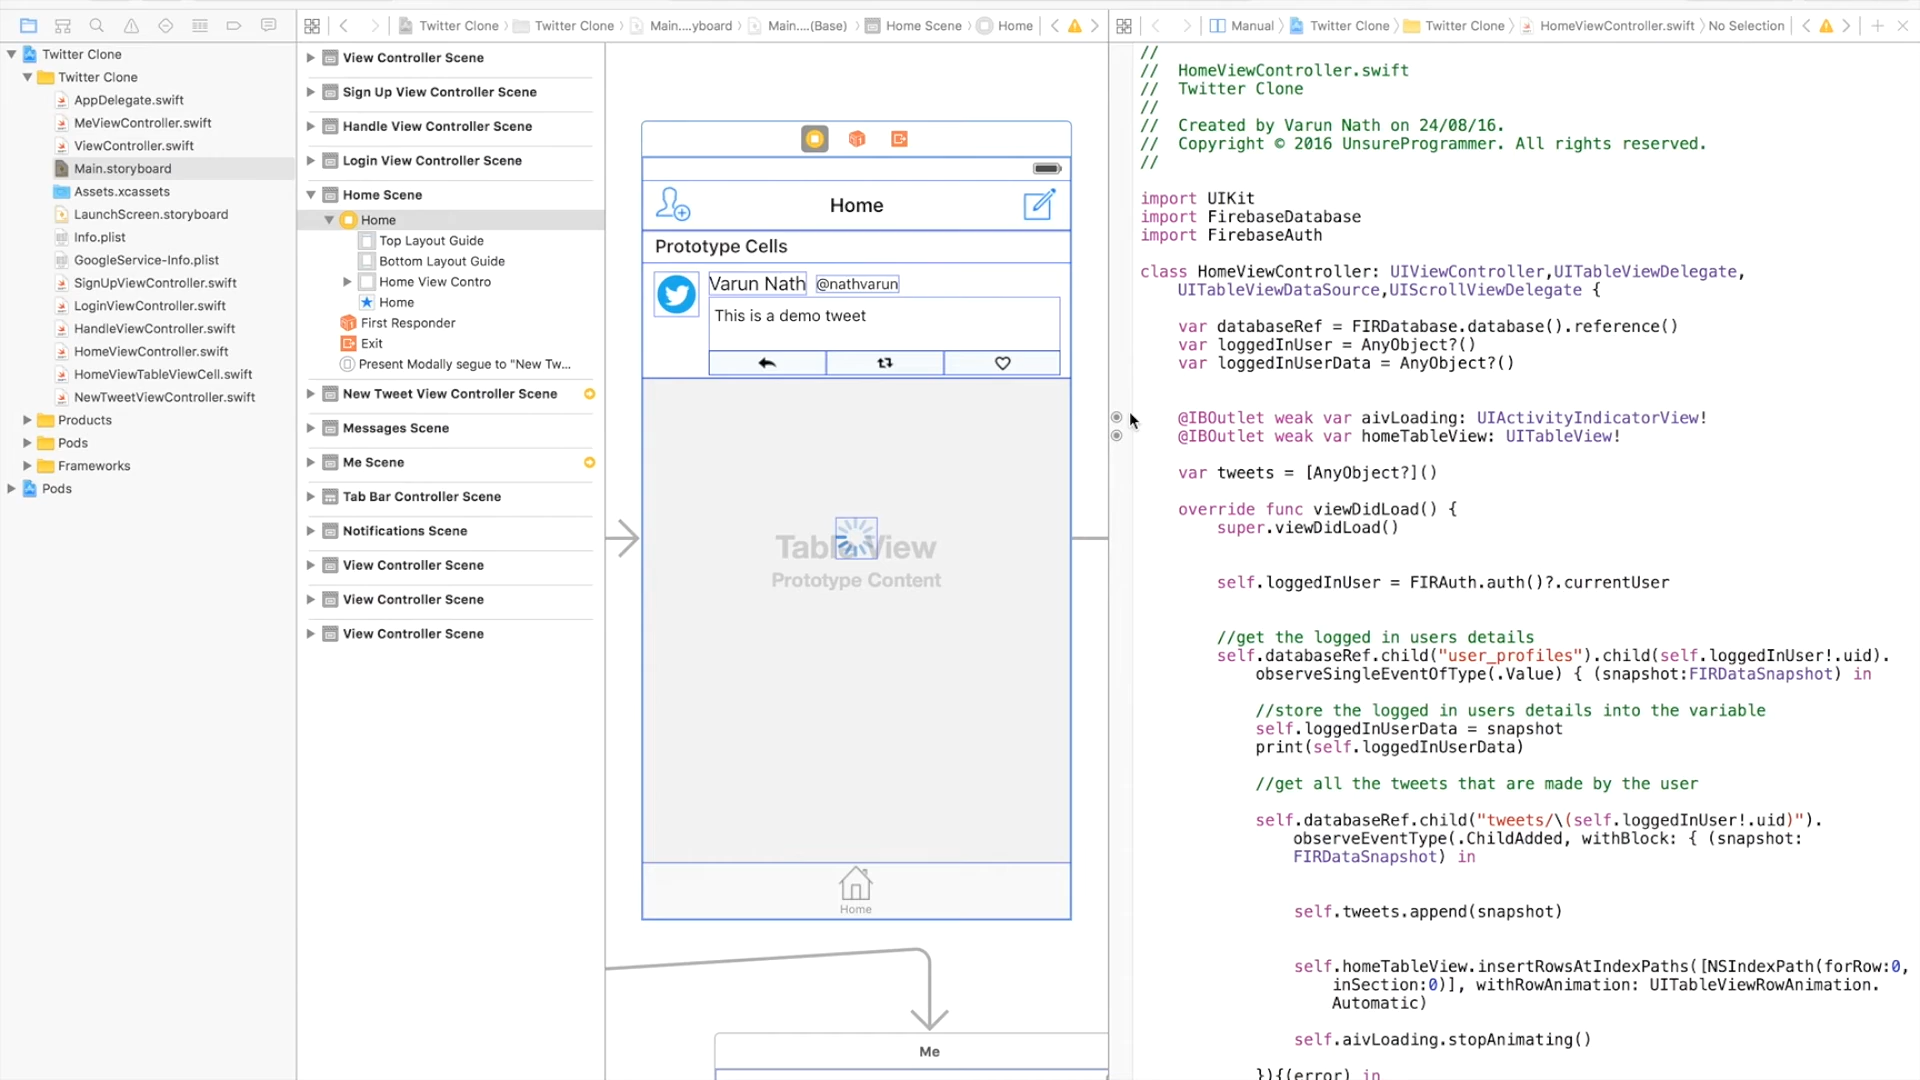 Twitter Clone
Twitter Clone
AppDelegate.swift
MeViewController.swift
ViewController.swift
Main.storyboard
Assets.xcassets
LaunchScreen.storyboard
Info.plist
GoogleService-Info.plist
SignUpViewController.swift
LoginViewController.swift
HandleViewController.swift
HomeViewController.swift
HomeViewTableViewCell.swift
NewTweetViewController.swift
Products
Pods
Frameworks
Pods
Twitter Clone
Twitter Clone
Main....yboard
Main....(Base)
Home Scene
Home
View Controller Scene
Sign Up View Controller Scene
Handle View Controller Scene
Login View Controller Scene
Home Scene
Home
Top Layout Guide
Bottom Layout Guide
Home View Contro
Home
First Responder
Exit
Present Modally segue to "New Tw...
New Tweet View Controller Scene
Messages Scene
Me Scene
Tab Bar Controller Scene
Notifications Scene
View Controller Scene
View Controller Scene
View Controller Scene
Home
Prototype Cells
Varun Nath @nathvarun
This is a demo tweet
Table View
Prototype Content
Home
Me
Manual
Twitter Clone
Twitter Clone
HomeViewController.swift
No Selection
//
//  HomeViewController.swift
//  Twitter Clone
//
//  Created by Varun Nath on 24/08/16.
//  Copyright © 2016 UnsureProgrammer. All rights reserved.
//
import UIKit
import FirebaseDatabase
import FirebaseAuth
class HomeViewController: UIViewController,UITableViewDelegate,
UITableViewDataSource,UIScrollViewDelegate {
var databaseRef = FIRDatabase.database().reference()
var loggedInUser = AnyObject?()
var loggedInUserData = AnyObject?()
@IBOutlet weak var aivLoading: UIActivityIndicatorView!
@IBOutlet weak var homeTableView: UITableView!
var tweets = [AnyObject?]()
override func viewDidLoad() {
super.viewDidLoad()
self.loggedInUser = FIRAuth.auth()?.currentUser
//get the logged in users details
self.databaseRef.child("user_profiles").child(self.loggedInUser!.uid).
observeSingleEventOfType(.Value) { (snapshot:FIRDataSnapshot) in
//store the logged in users details into the variable
self.loggedInUserData = snapshot
print(self.loggedInUserData)
//get all the tweets that are made by the user
self.databaseRef.child("tweets/\(self.loggedInUser!.uid)").
observeEventType(.ChildAdded, withBlock: { (snapshot:
FIRDataSnapshot) in
self.tweets.append(snapshot)
self.homeTableView.insertRowsAtIndexPaths([NSIndexPath(forRow:0,
inSection:0)], withRowAnimation: UITableViewRowAnimation.
Automatic)
self.aivLoading.stopAnimating()
}){(error) in